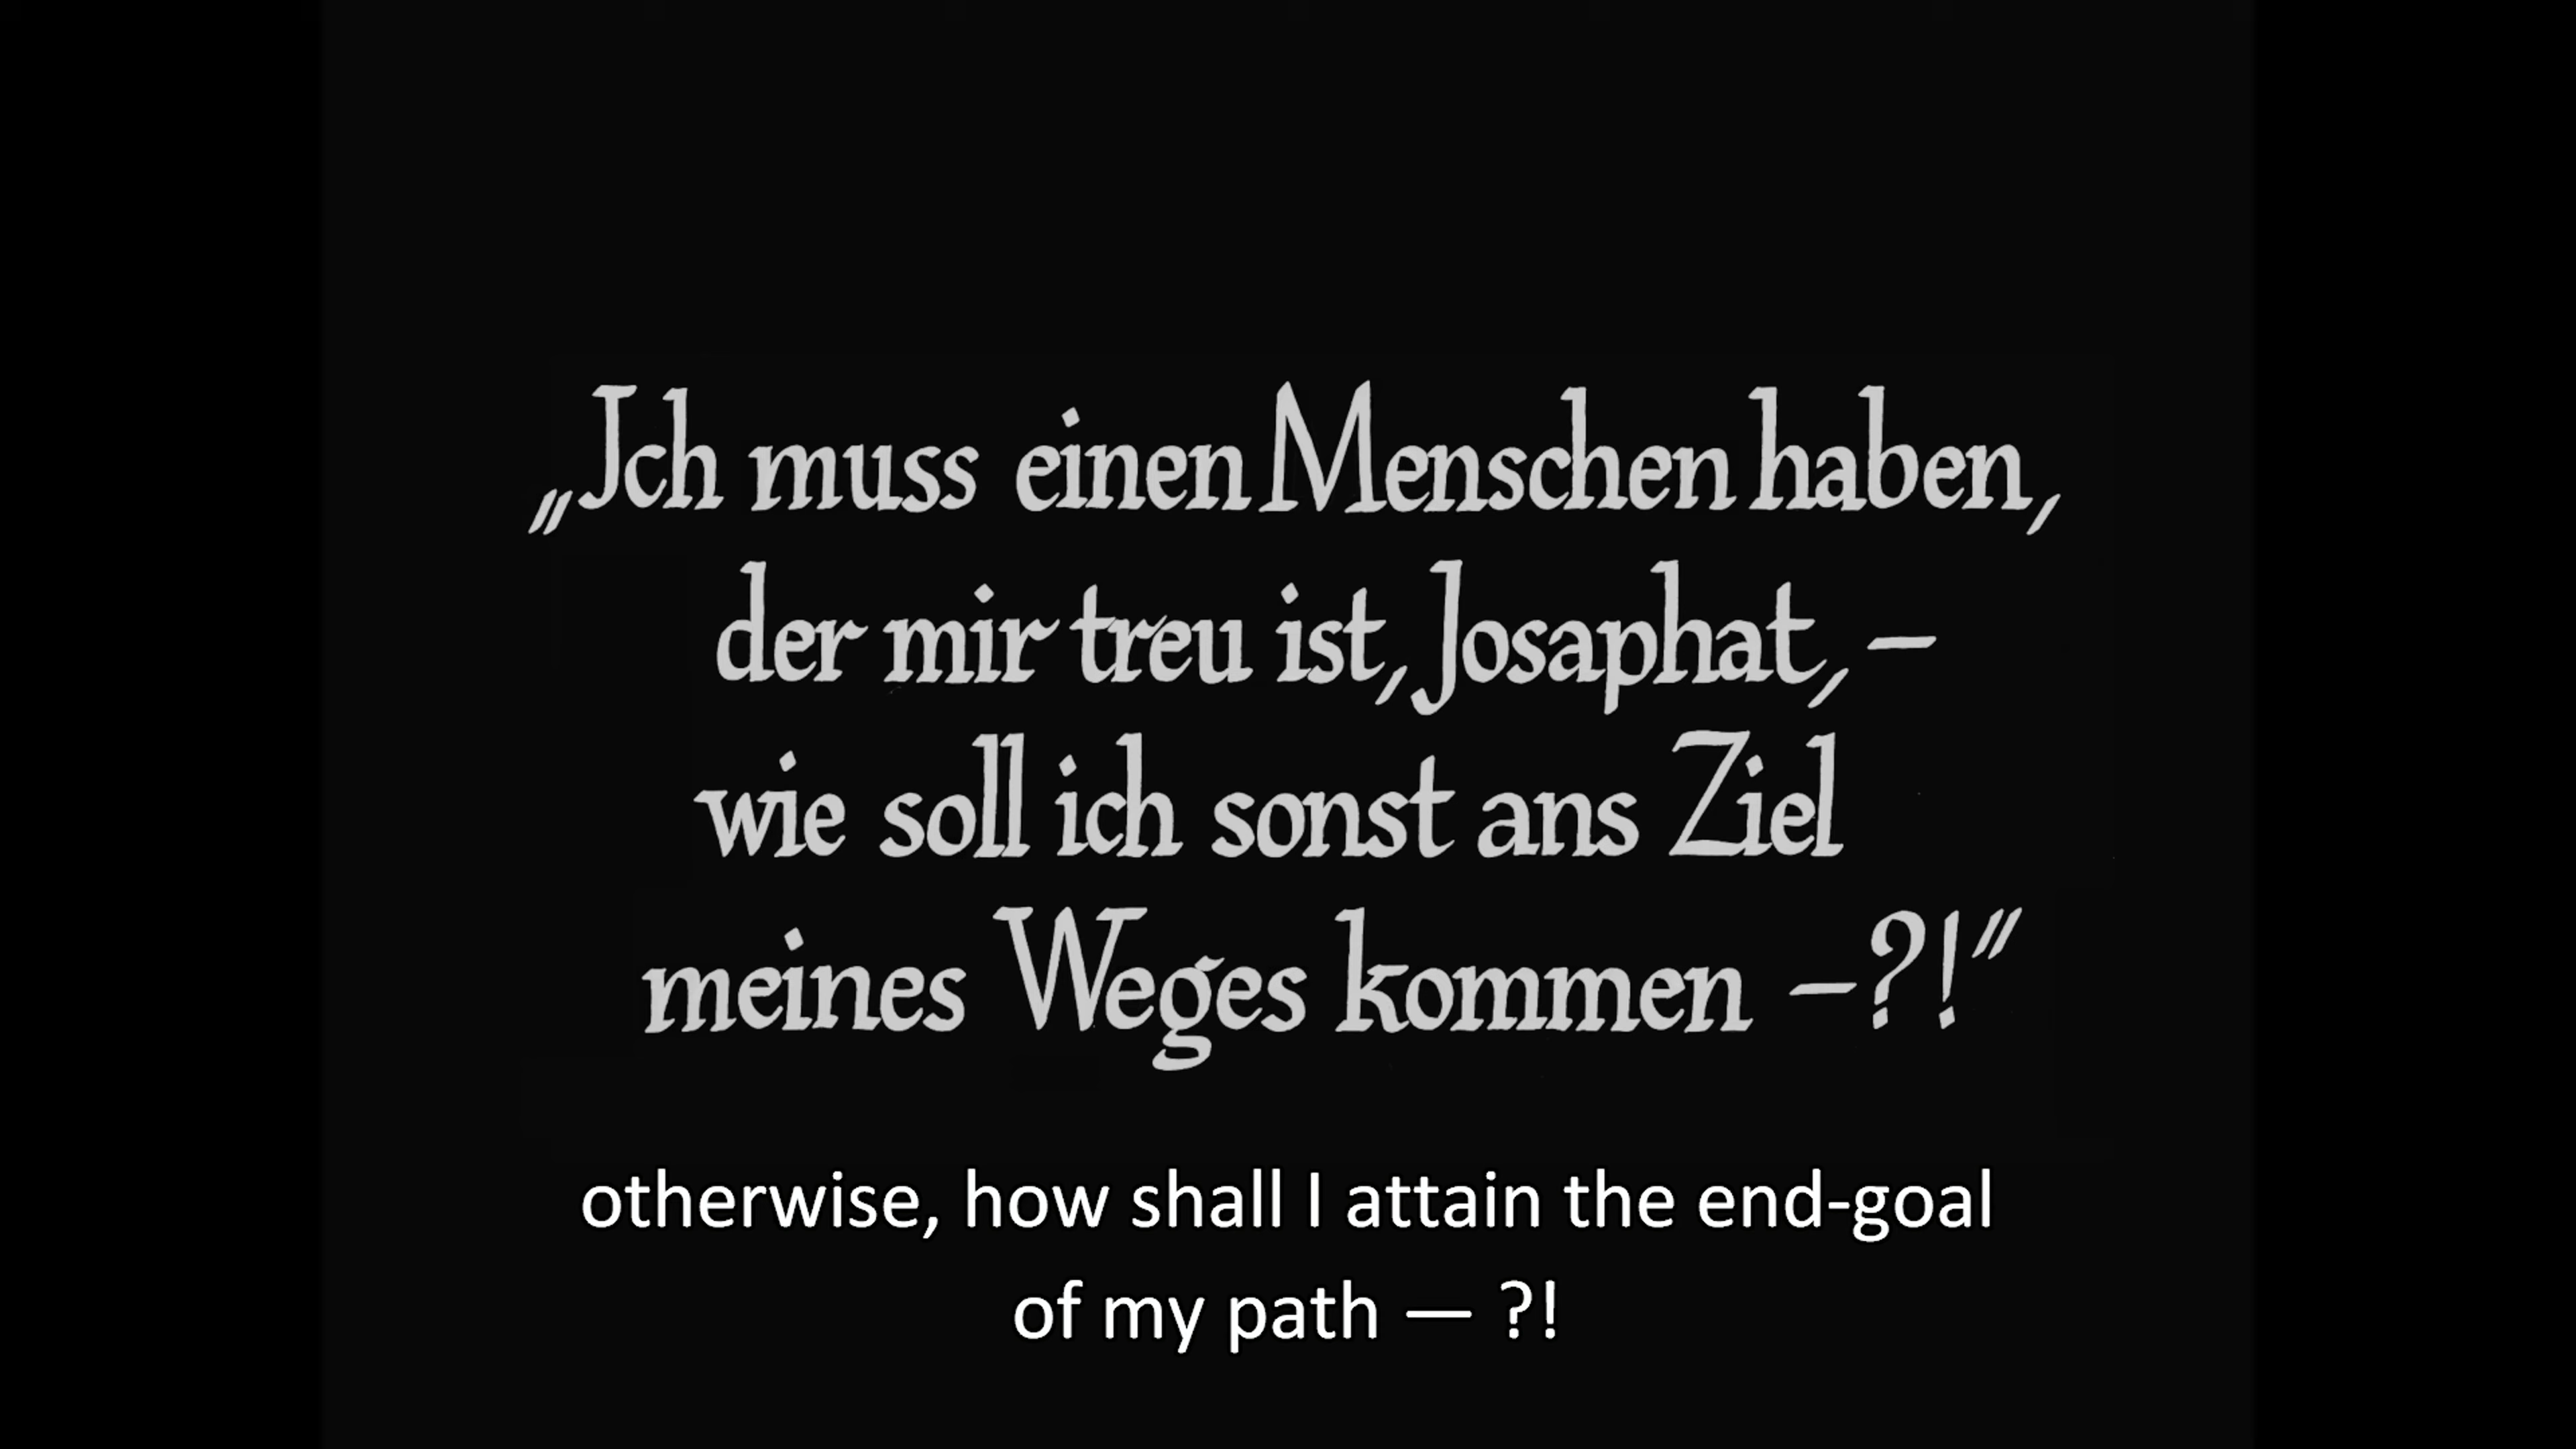 „Ich muss einen Menschen haben,
der mir treu ist, Josaphat, –
wie soll ich sonst ans Ziel
meines Weges kommen –?!”
otherwise, how shall I attain the end-goal
of my path — ?!